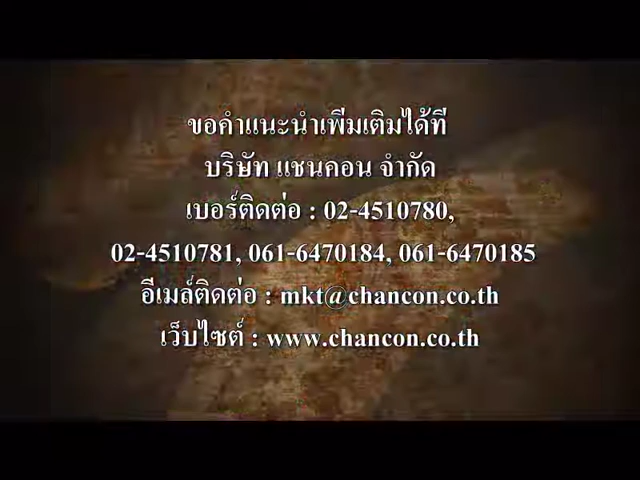 ขอคำแนะนำเพิ่มเติมได้ที่
บริษัท แชนคอน จำกัด
เบอร์ติดต่อ : 02-4510780,
02-4510781, 061-6470184, 061-6470185
อีเมล์ติดต่อ : mkt@chancon.co.th
เว็บไซต์ : www.chancon.co.th